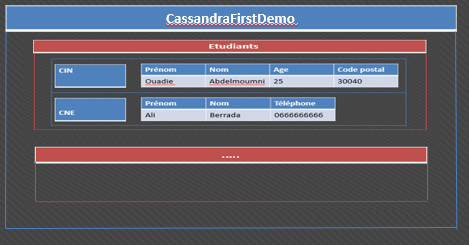 CassandraFirstDemo
Etudiants
CIN
Prénom Nom Age Code postal
Ouadie Abdelmoumni 25 30040
CNE
Prénom Nom Téléphone
Ali Berrada 0666666666
.....